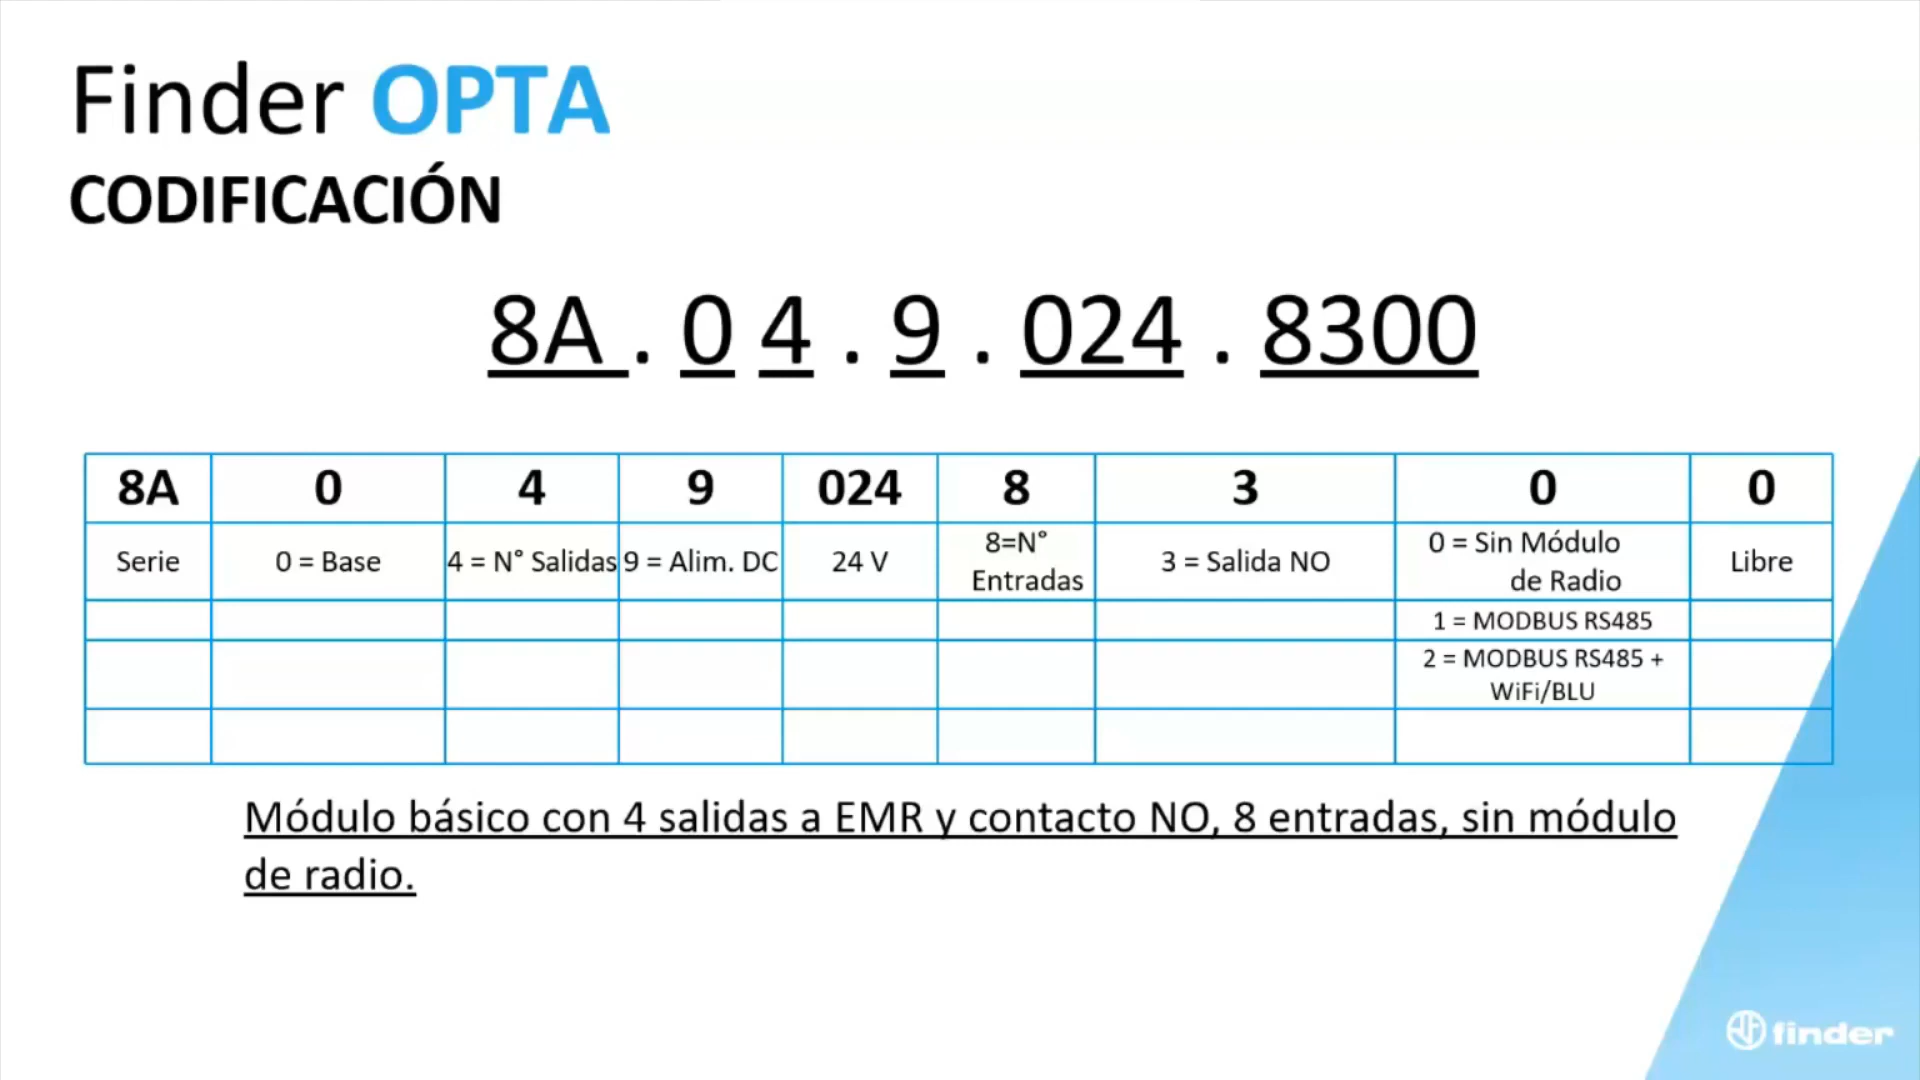 Finder OPTA
CODIFICACIÓN
8A . 0 4 . 9 . 024 . 8300
8A 0 4 9 024 8 3 0 0
Serie 0 = Base 4 = N° Salidas 9 = Alim. DC 24 V 8=N° Entradas 3 = Salida NO 0 = Sin Módulo de Radio Libre
1 = MODBUS RS485
2 = MODBUS RS485 +
WiFi/BLU
Módulo básico con 4 salidas a EMR y contacto NO, 8 entradas, sin módulo
de radio.
finder